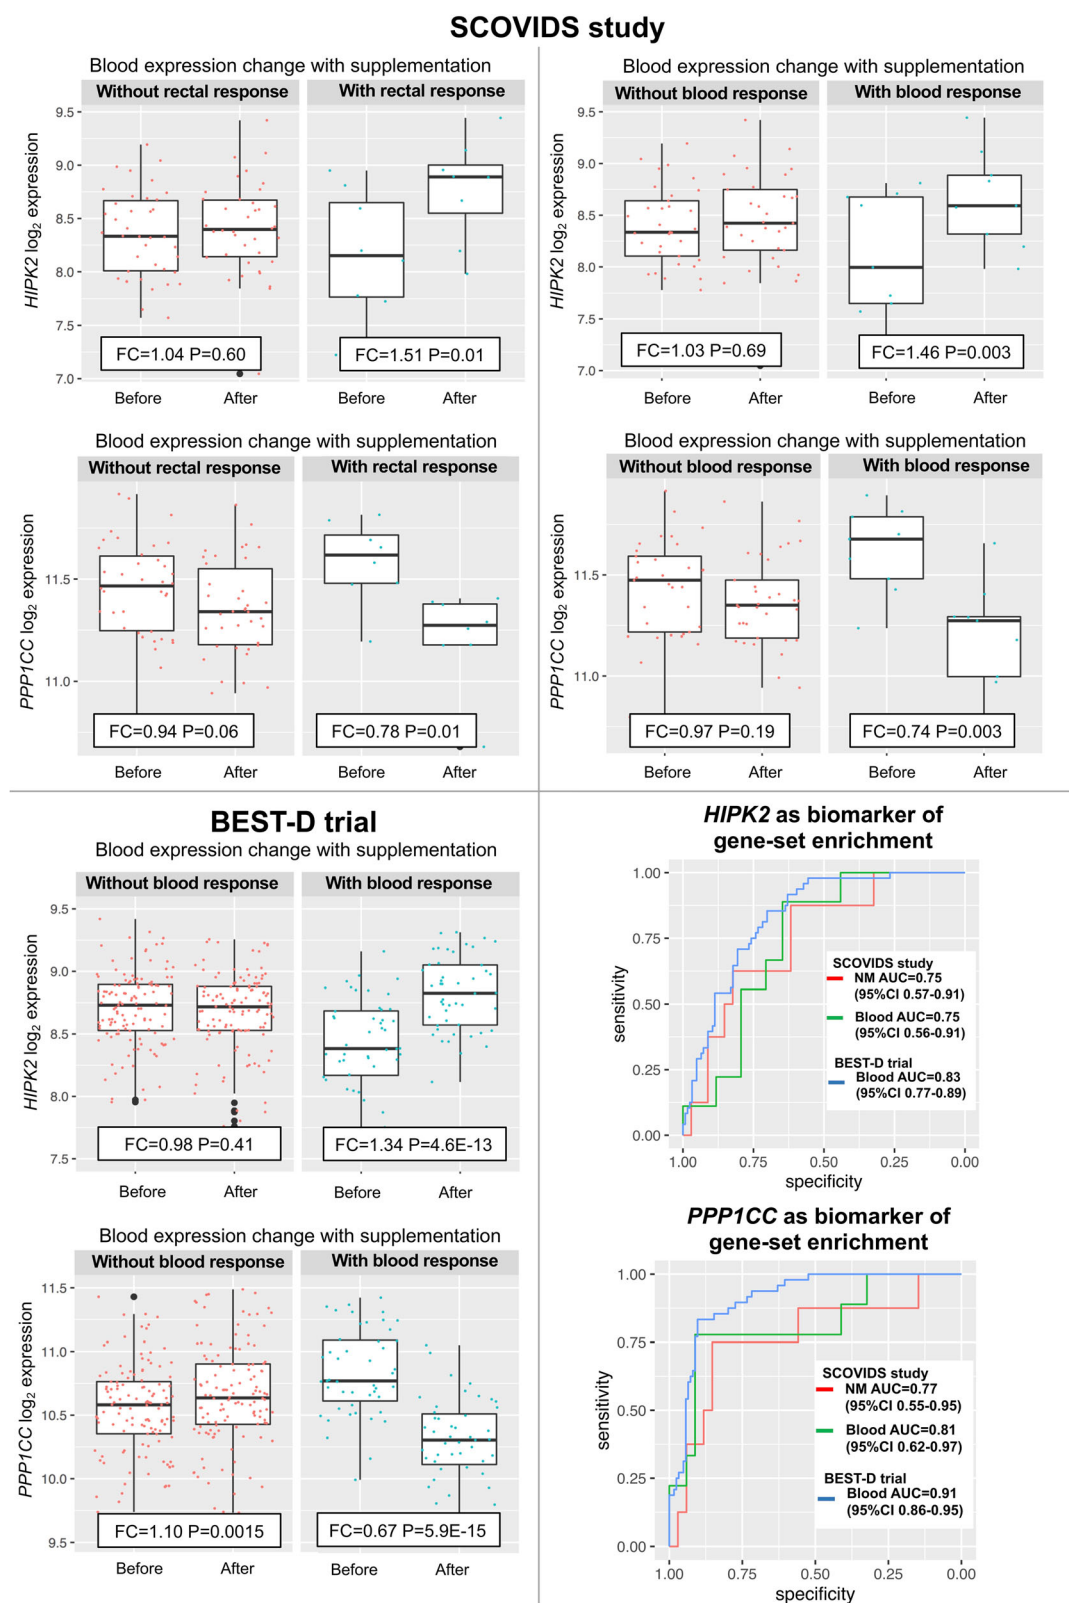 SCOVIDS study
Blood expression change with supplementation
Without rectal response With rectal response
HIPK2 log2 expression
9.5
9.0
8.5
8.0
7.5
7.0
FC=1.04 P=0.60
FC=1.51 P=0.01
Before After Before After
Blood expression change with supplementation
Without blood response With blood response
HIPK2 log2 expression
9.5
9.0
8.5
8.0
7.5
7.0
FC=1.03 P=0.69
FC=1.46 P=0.003
Before After Before After
Blood expression change with supplementation
Without rectal response With rectal response
PPP1CC log2 expression
11.5
11.0
FC=0.94 P=0.06
FC=0.78 P=0.01
Before After Before After
Blood expression change with supplementation
Without blood response With blood response
PPP1CC log2 expression
11.5
11.0
FC=0.97 P=0.19
FC=0.74 P=0.003
Before After Before After
BEST-D trial
Blood expression change with supplementation
Without blood response With blood response
HIPK2 log2 expression
9.5
9.0
8.5
8.0
7.5
FC=0.98 P=0.41
FC=1.34 P=4.6E-13
Before After Before After
Blood expression change with supplementation
Without blood response With blood response
PPP1CC log2 expression
11.5
11.0
10.5
10.0
9.5
FC=1.10 P=0.0015
FC=0.67 P=5.9E-15
Before After Before After
HIPK2 as biomarker of
gene-set enrichment
sensitivity
1.00
0.75
0.50
0.25
0.00
SCOVIDS study
NM AUC=0.75
(95%CI 0.57-0.91)
Blood AUC=0.75
(95%CI 0.56-0.91)
BEST-D trial
Blood AUC=0.83
(95%CI 0.77-0.89)
1.00 0.75 0.50 0.25 0.00
specificity
PPP1CC as biomarker of
gene-set enrichment
sensitivity
1.00
0.75
0.50
0.25
0.00
SCOVIDS study
NM AUC=0.77
(95%CI 0.55-0.95)
Blood AUC=0.81
(95%CI 0.62-0.97)
BEST-D trial
Blood AUC=0.91
(95%CI 0.86-0.95)
1.00 0.75 0.50 0.25 0.00
specificity